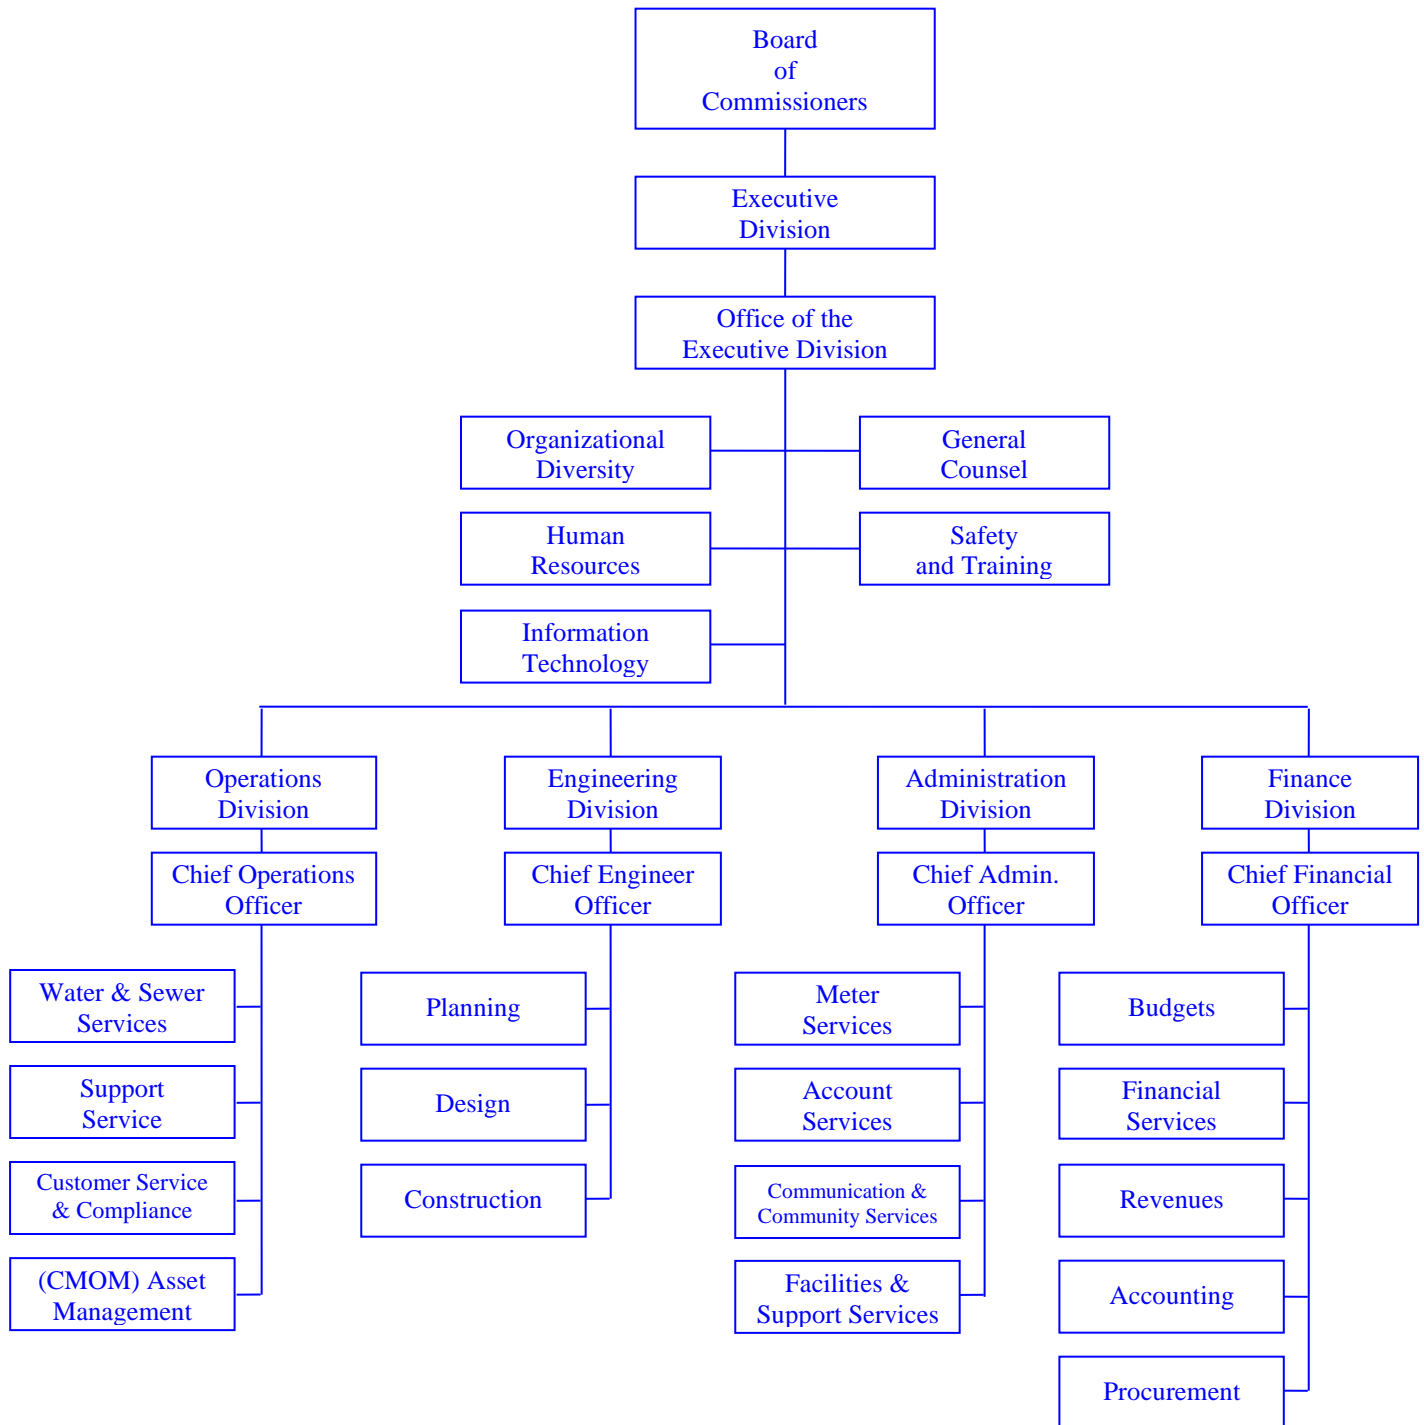 Board
of
Commissioners
Executive
Division
Office of the
Executive Division
Organizational
Diversity
General
Counsel
Human
Resources
Safety
and Training
Information
Technology
Operations
Division
Engineering
Division
Administration
Division
Finance
Division
Chief Operations
Officer
Chief Engineer
Officer
Chief Admin.
Officer
Chief Financial
Officer
Water & Sewer
Services
Planning
Meter
Services
Budgets
Support
Service
Design
Account
Services
Financial
Services
Customer Service
& Compliance
Construction
Communication &
Community Services
Revenues
(CMOM) Asset
Management
Facilities &
Support Services
Accounting
Procurement